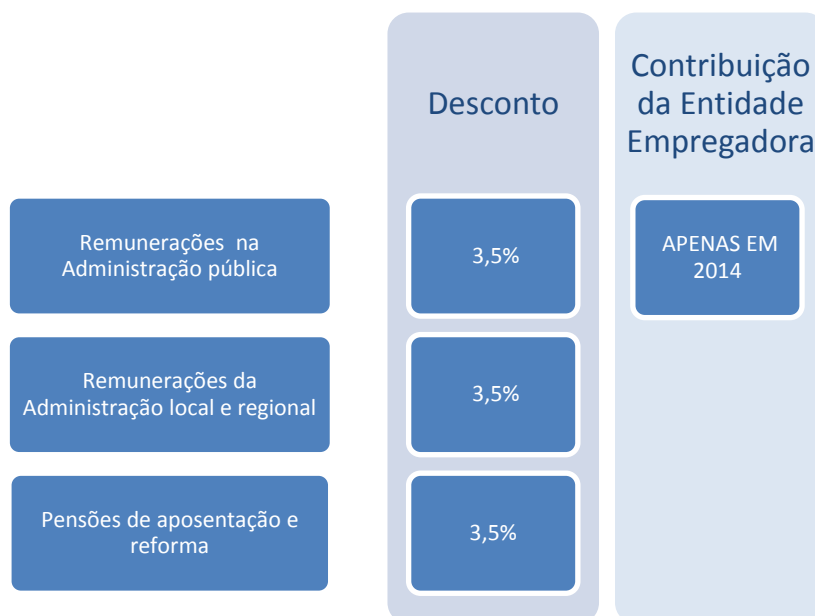 Desconto
Contribuição
da Entidade
Empregadora
Remunerações na
Administração pública
3,5%
APENAS EM
2014
Remunerações da
Administração local e regional
3,5%
Pensões de aposentação e
reforma
3,5%